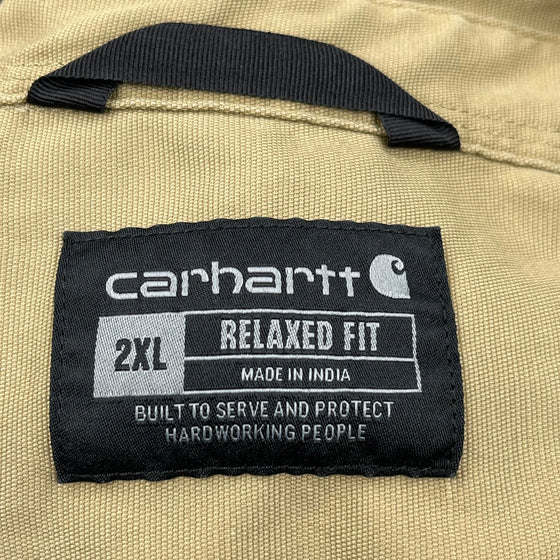 carhartt
2XL
RELAXED FIT
MADE IN INDIA
BUILT TO SERVE AND PROTECT
HARDWORKING PEOPLE